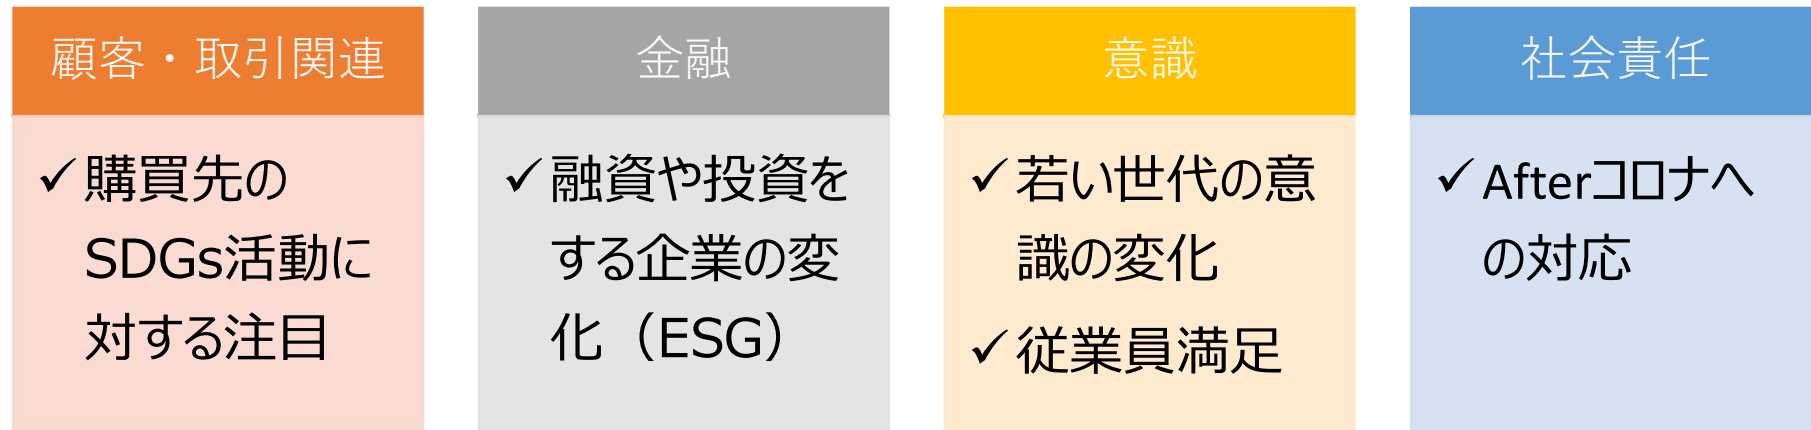 顧客・取引関連
✓購買先の
SDGs活動に
対する注目
金融
✓融資や投資を
する企業の変
化（ESG）
意識
✓若い世代の意
識の変化
✓従業員満足
社会責任
✓Afterコロナへ
の対応